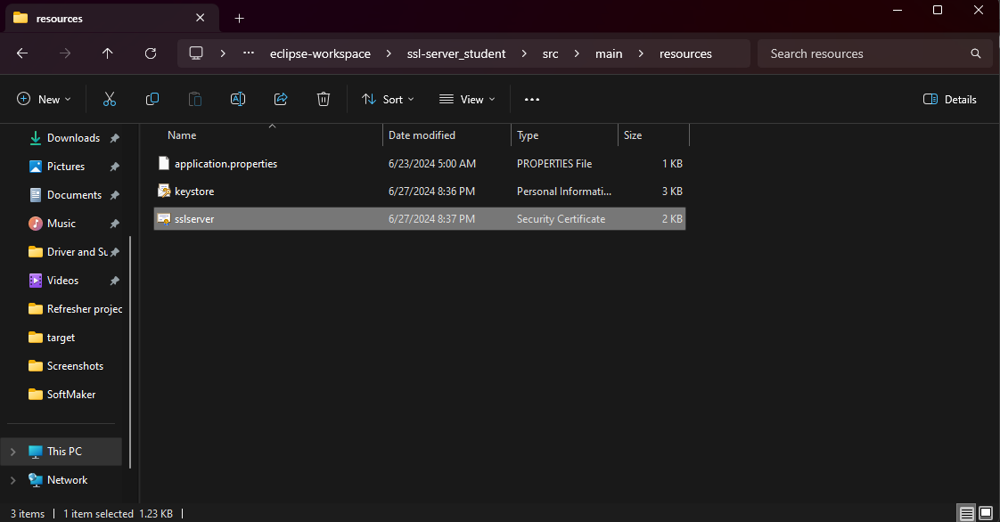 resources
eclipse-workspace > ssl-server_student > src > main > resources
Search resources
New
Sort
View
Details
Name
Date modified
Type
Size
application.properties 6/23/2024 5:00 AM PROPERTIES File 1 KB
keystore 6/27/2024 8:36 PM Personal Informati... 3 KB
sslserver 6/27/2024 8:37 PM Security Certificate 2 KB
Downloads
Pictures
Documents
Music
Driver and Su
Videos
Refresher projec
target
Screenshots
SoftMaker
This PC
Network
3 items | 1 item selected 1.23 KB |